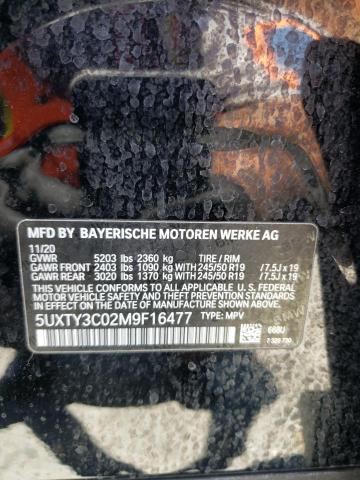 MFD BY BAYERISCHE MOTOREN WERKE AG
11/20
GVWR 5203 lbs 2360 kg TIRE / RIM
GAWR FRONT 2403 lbs 1090 kg WITH 245/50 R19 / 7.5J x 19
GAWR REAR 3020 lbs 1370 kg WITH 245/50 R19 / 7.5J x 19
THIS VEHICLE CONFORMS TO ALL APPLICABLE U.S. FEDERAL
MOTOR VEHICLE SAFETY STANDARDS IN EFFECT ON
THE DATE OF MANUFACTURE SHOWN ABOVE.
5UXTY3C02M9F16477 TYPE: MPV
668U